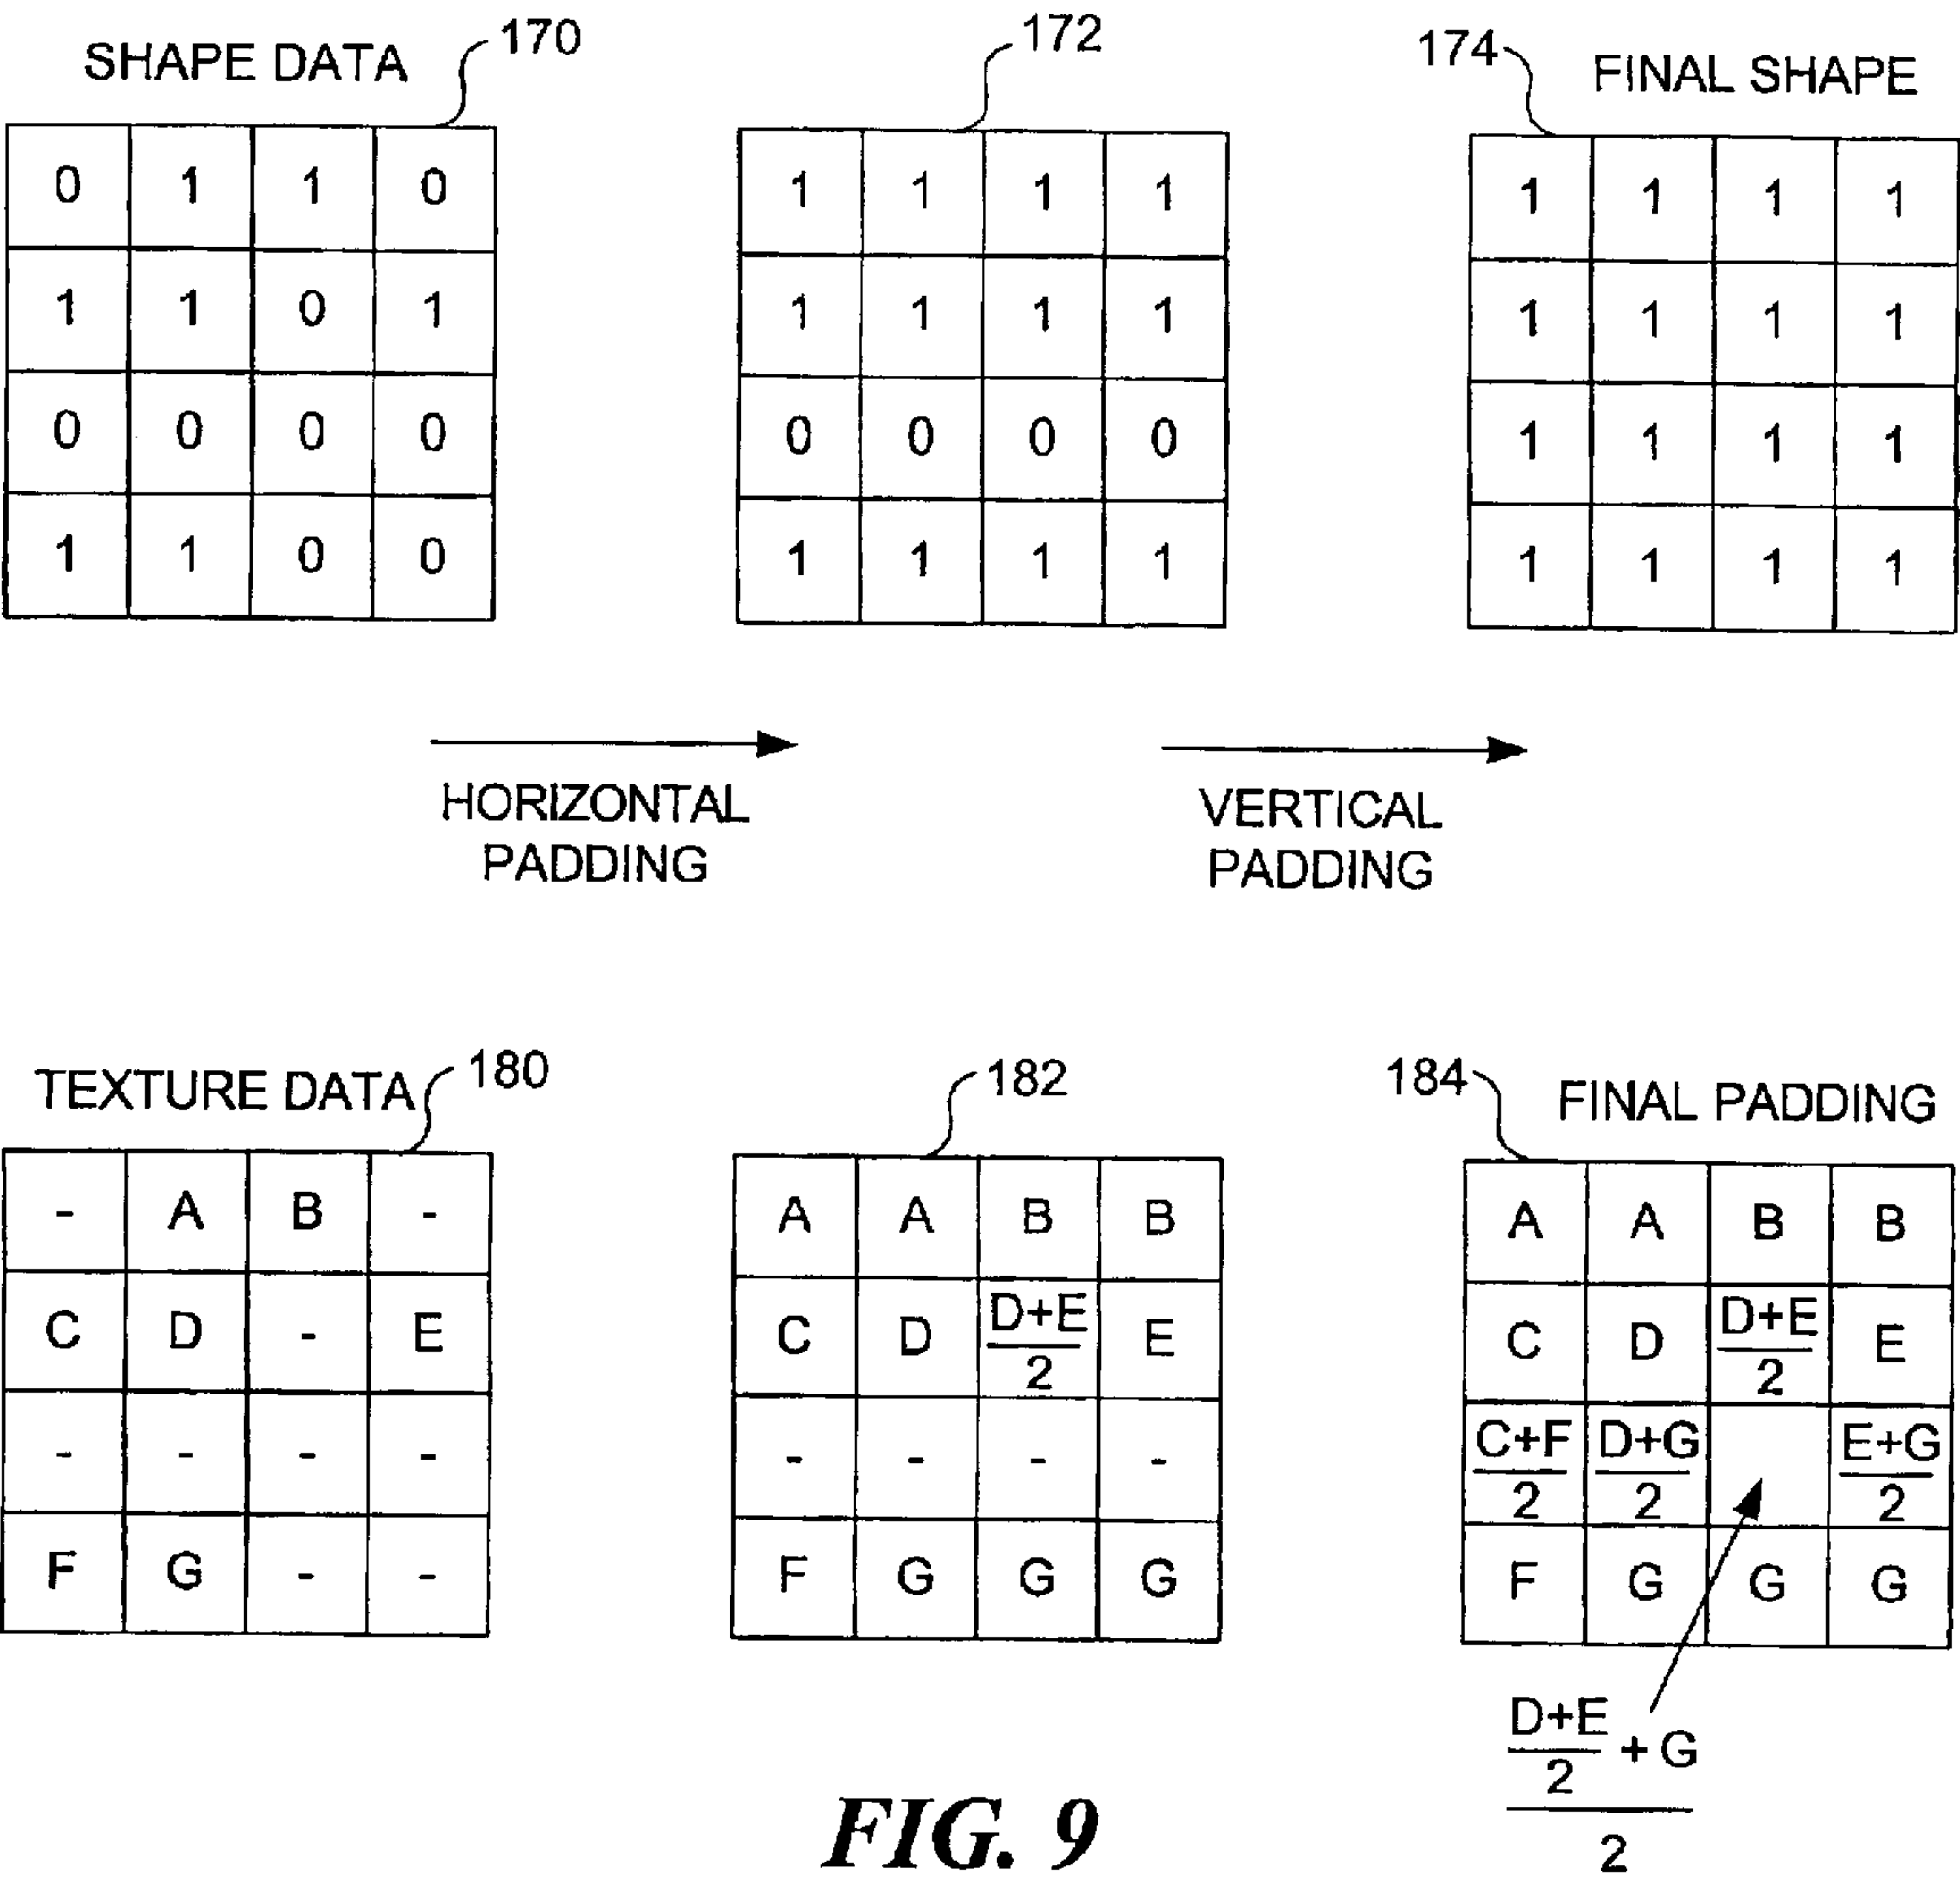 SHAPE DATA 170 172 174 FINAL SHAPE
0 1 1 0 1 1 1 1 1 1 1 1
1 1 0 1 1 1 1 1 1 1 1 1
0 0 0 0 0 0 0 0 1 1 1 1
1 1 0 0 1 1 1 1 1 1 1 1
HORIZONTAL
PADDING
VERTICAL
PADDING
TEXTURE DATA 180 182 184 FINAL PADDING
- A B - A A B B A A B B
C D - E C D D+E/2 E C D D+E/2 E
- - - - - - - - C+F/2 D+G/2 E+G/2
F G - - F G G G F G G G
D+E/2 + G
2
FIG. 9